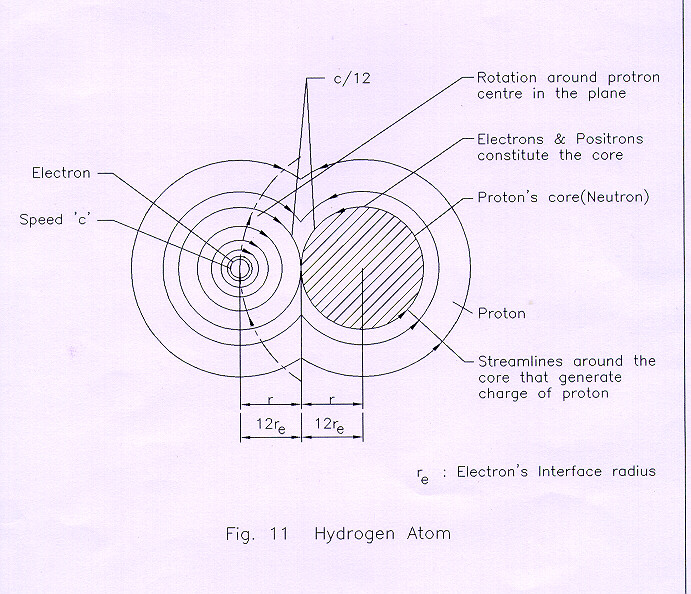 c/12
Rotation around protron
centre in the plane
Electrons & Positrons
constitute the core
Electron
Proton's core(Neutron)
Speed 'c'
Proton
Streamlines around the
core that generate
charge of proton
r r
12re 12re
re : Electron's Interface radius
Fig. 11 Hydrogen Atom